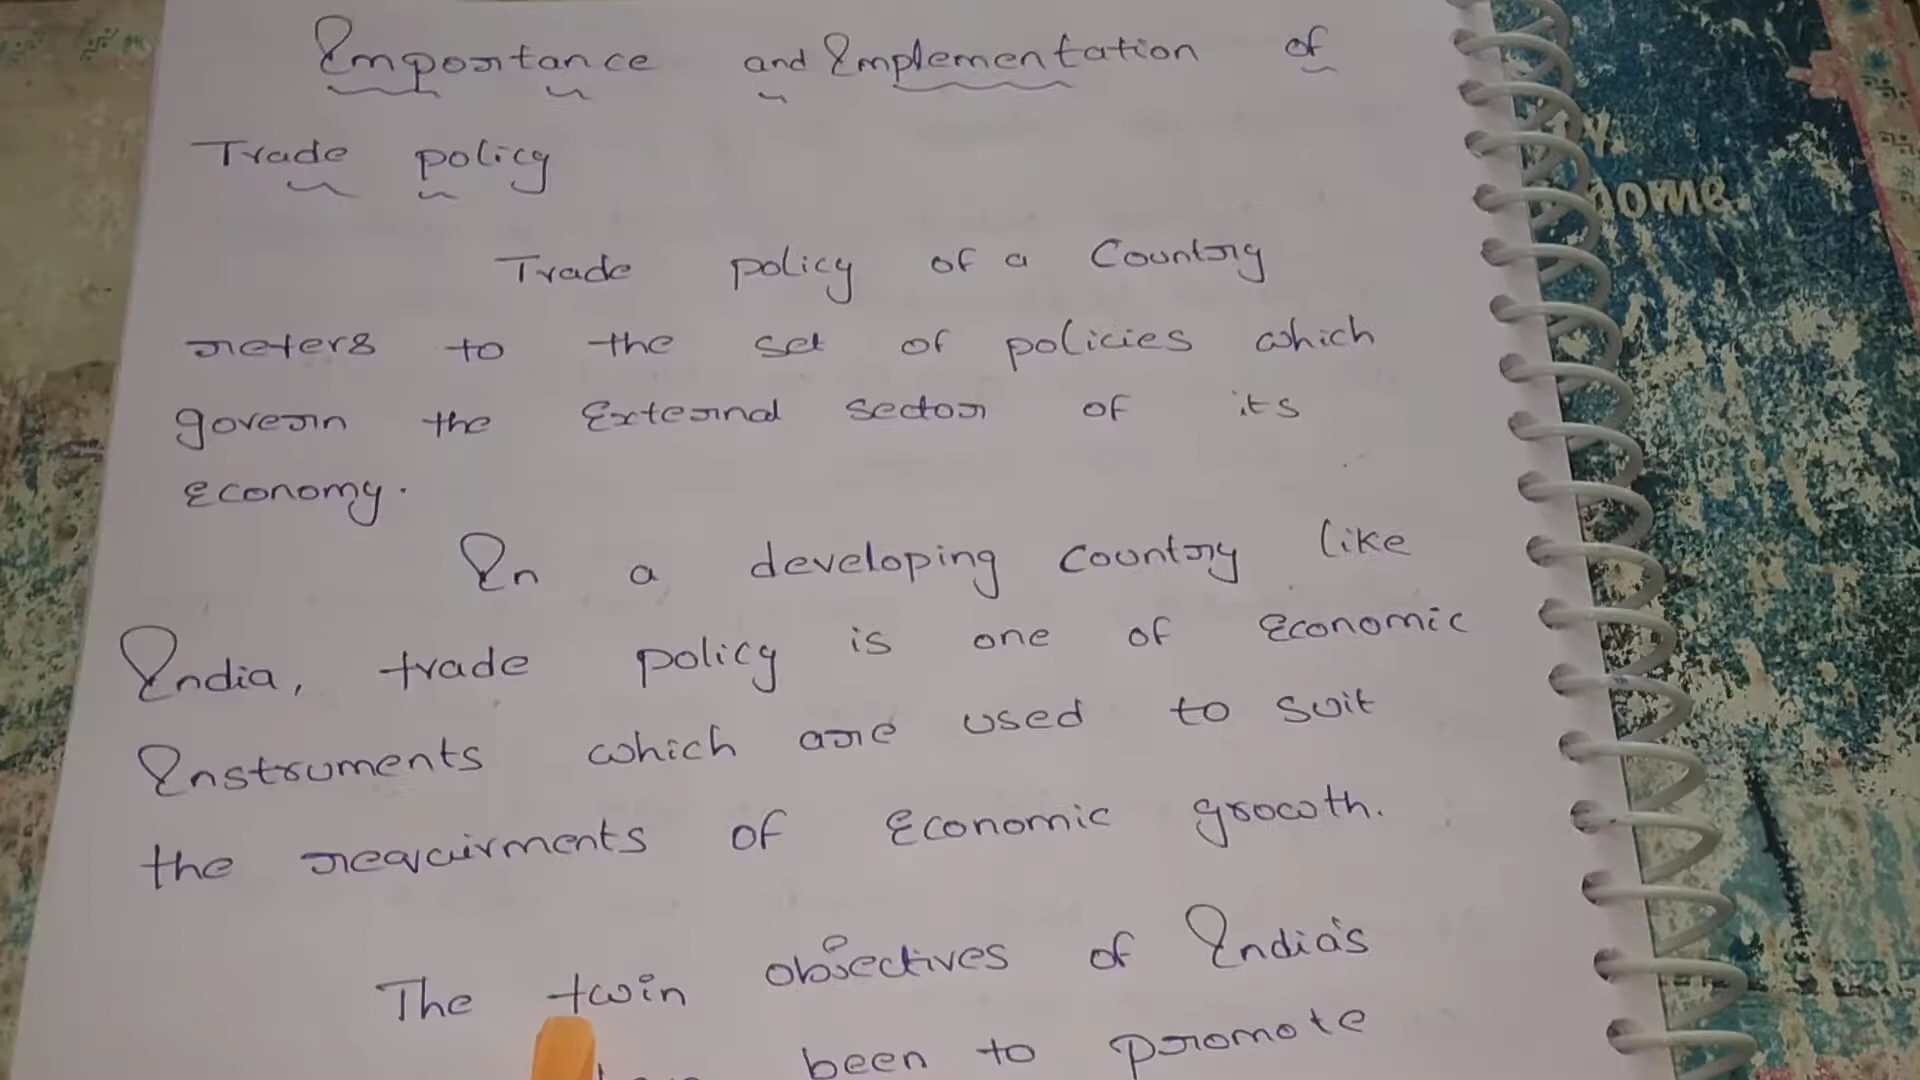 Importance and Implementation of
Trade policy
Trade policy of a Country
refers to the set of policies which
govern the External sector of its
Economy.
In a developing country like
India, trade policy is one of Economic
Instruments which are used to suit
the requirments of Economic growth.
The twin objectives of India's
been to promote
home.